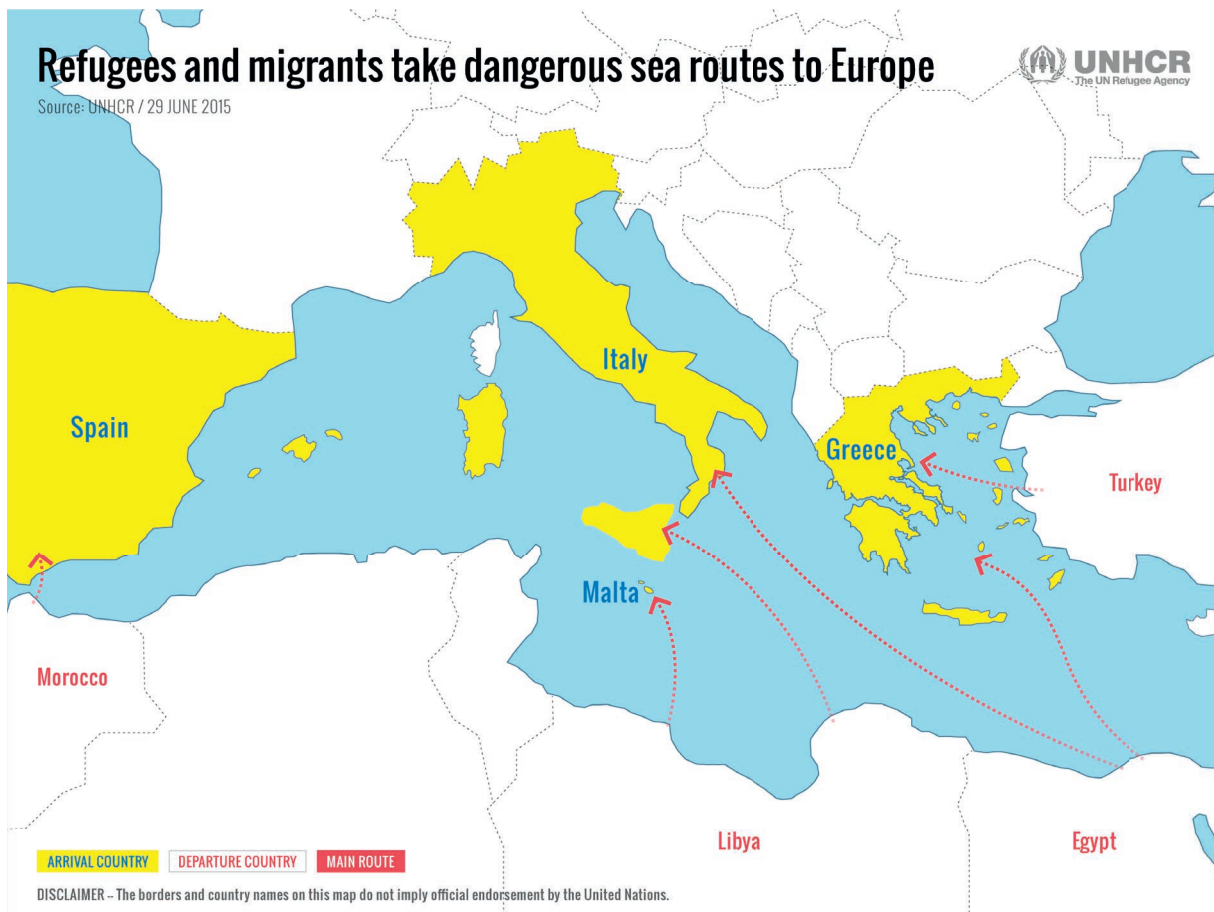 Refugees and migrants take dangerous sea routes to Europe
UNHCR
The UN Refugee Agency
Source: UNHCR / 29 JUNE 2015
Italy
Spain
Greece
Turkey
Malta
Morocco
Libya
Egypt
ARRIVAL COUNTRY
DEPARTURE COUNTRY
MAIN ROUTE
DISCLAIMER -- The borders and country names on this map do not imply official endorsement by the United Nations.